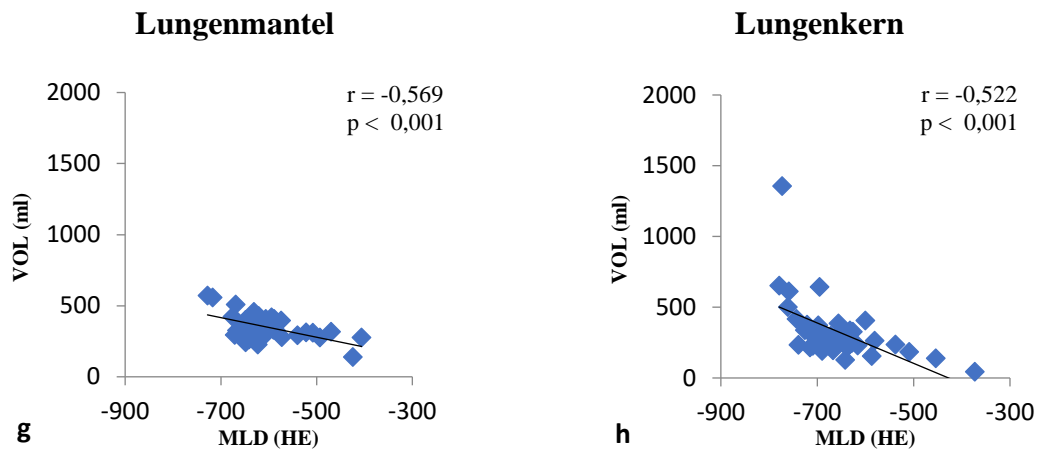 Lungenmantel
r = -0,569
p < 0,001
2000
1500
1000
500
0
VOL (ml)
-900 -700 -500 -300
MLD (HE)
g
Lungenkern
r = -0,522
p < 0,001
2000
1500
1000
500
0
VOL (ml)
-900 -700 -500 -300
MLD (HE)
h